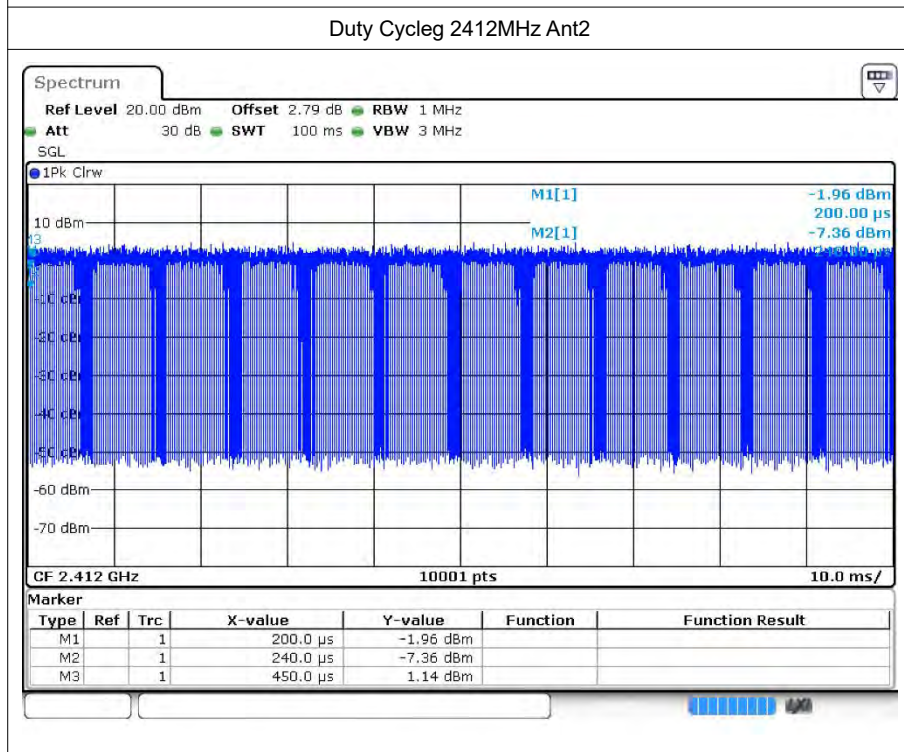 Duty Cycleg 2412MHz Ant2
Spectrum
Ref Level 20.00 dBm Offset 2.79 dB RBW 1 MHz
Att 30 dB SWT 100 ms VBW 3 MHz
SGL
1Pk Clrw
M1[1] -1.96 dBm
200.00 µs
10 dBm
M2[1] -7.36 dBm
M3
-60 dBm
-70 dBm
CF 2.412 GHz 10001 pts 10.0 ms/
Marker
Type Ref Trc X-value Y-value Function Function Result
M1 1 200.0 µs -1.96 dBm
M2 1 240.0 µs -7.36 dBm
M3 1 450.0 µs 1.14 dBm